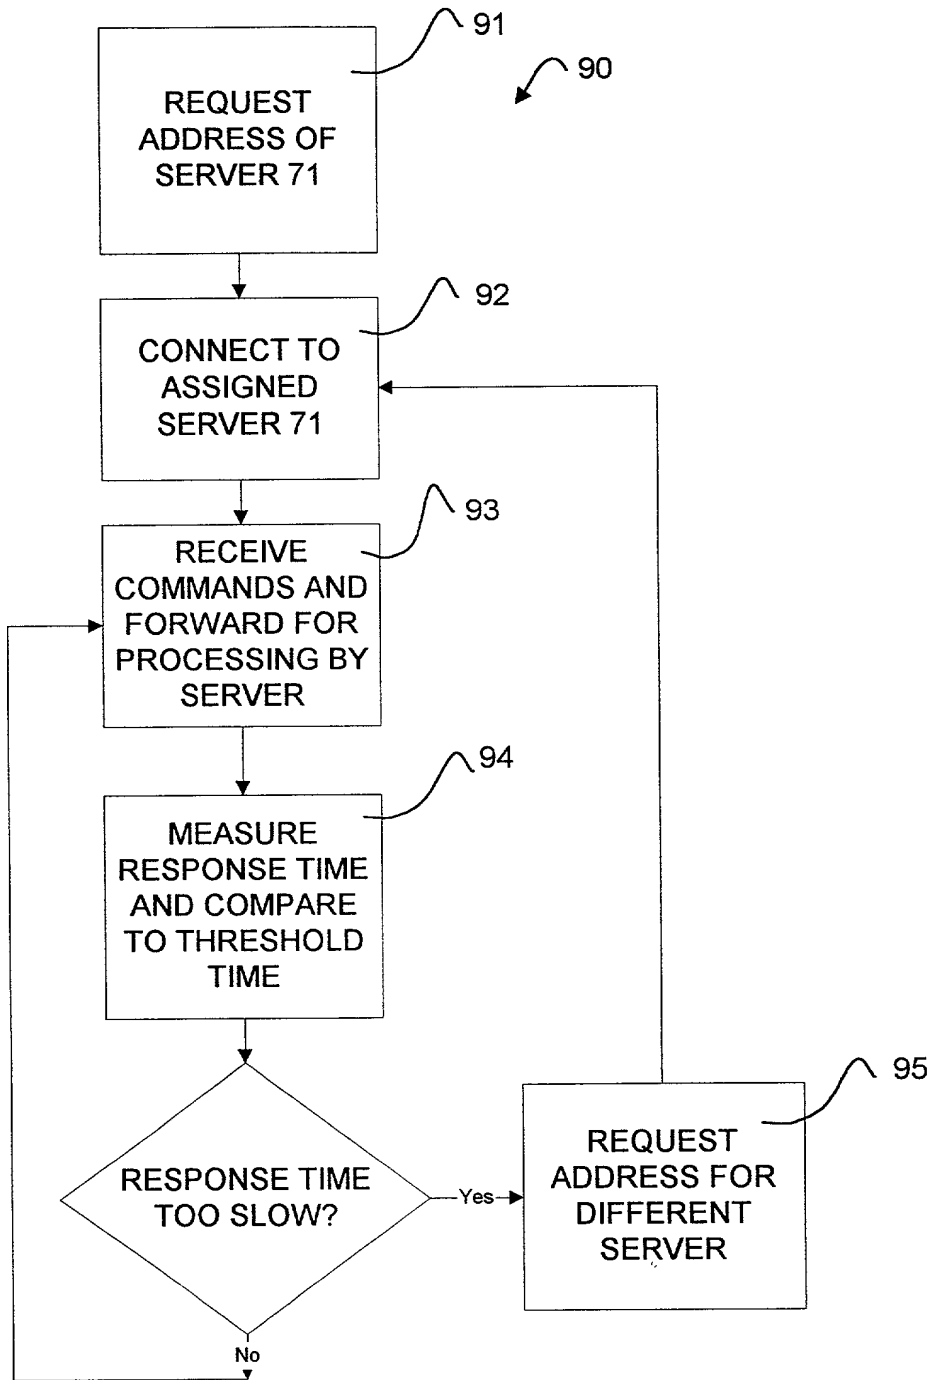 91
90
REQUEST
ADDRESS OF
SERVER 71
92
CONNECT TO
ASSIGNED
SERVER 71
93
RECEIVE
COMMANDS AND
FORWARD FOR
PROCESSING BY
SERVER
94
MEASURE
RESPONSE TIME
AND COMPARE
TO THRESHOLD
TIME
95
RESPONSE TIME
TOO SLOW?
Yes
REQUEST
ADDRESS FOR
DIFFERENT
SERVER
No